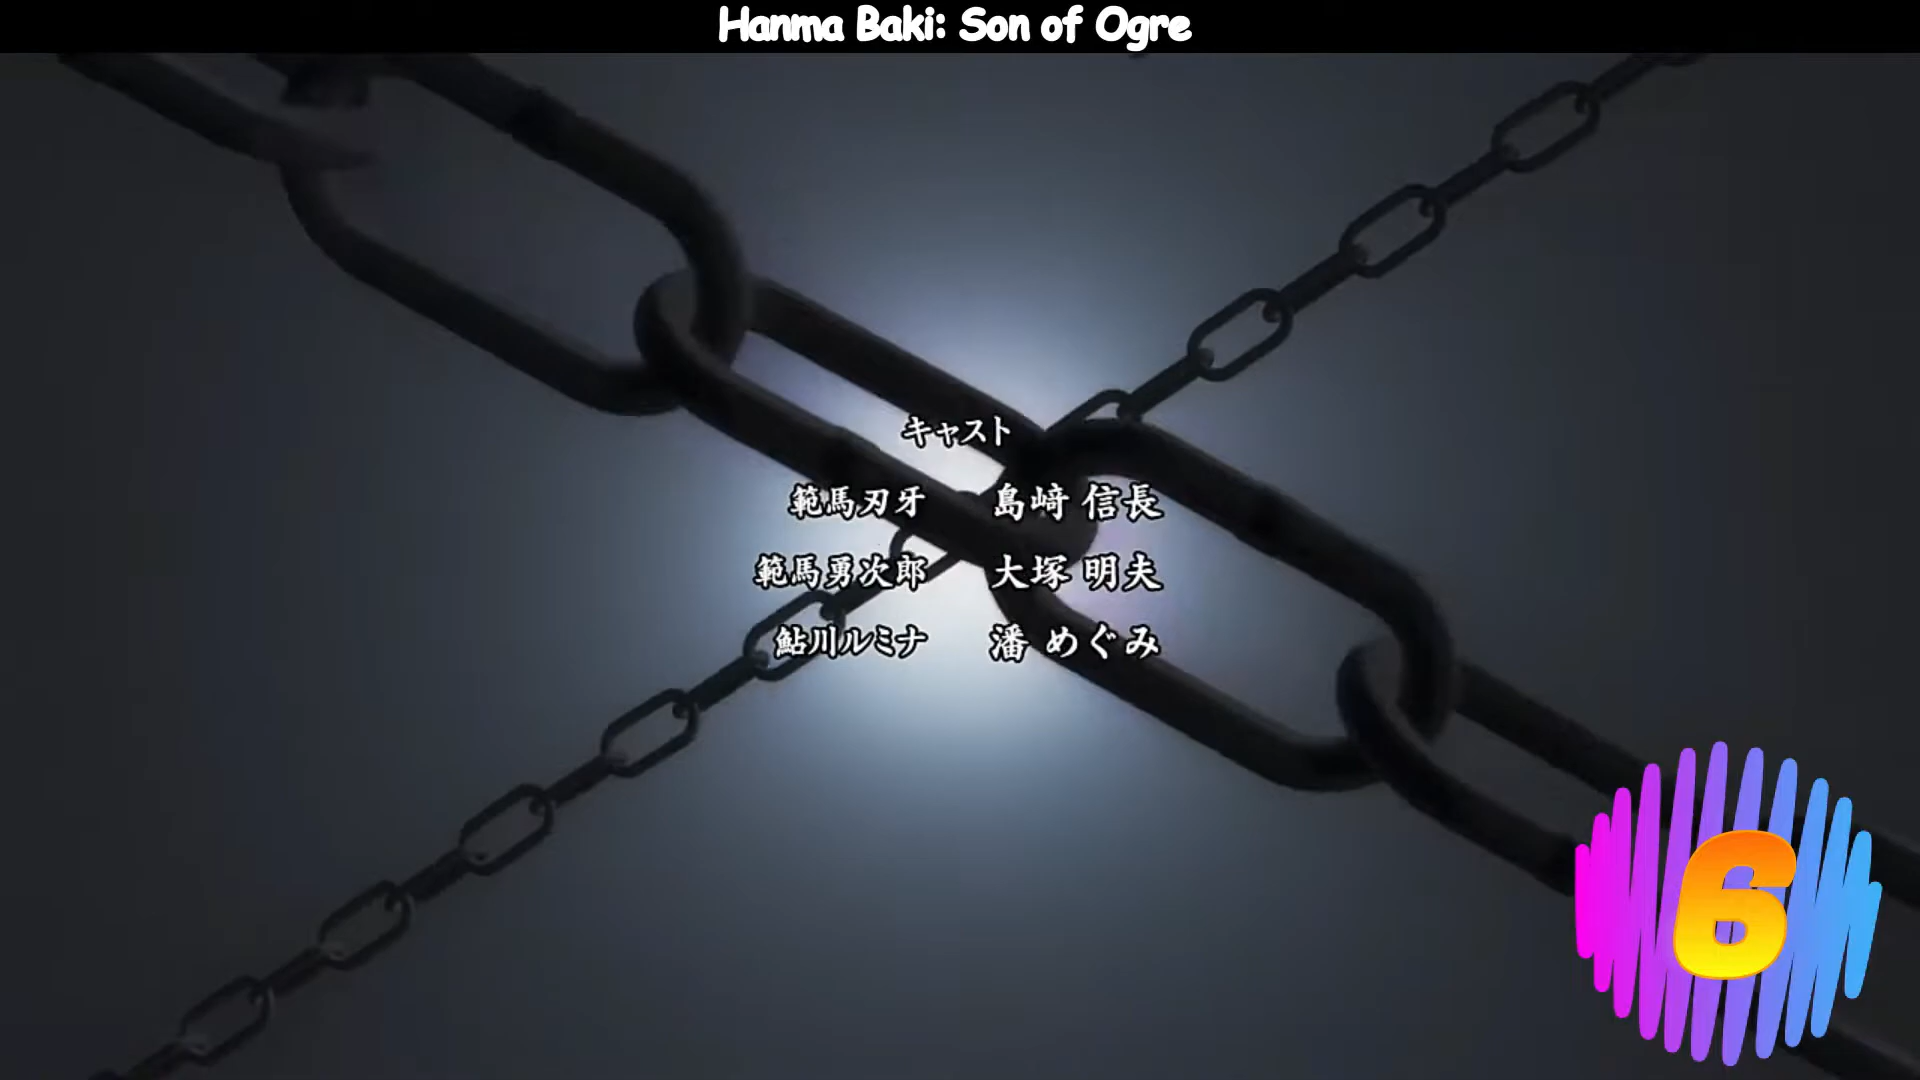 Hanma Baki: Son of Ogre
キャスト
範馬刃牙 島﨑 信長
範馬勇次郎 大塚 明夫
鮎川ルミナ 潘 めぐみ
6